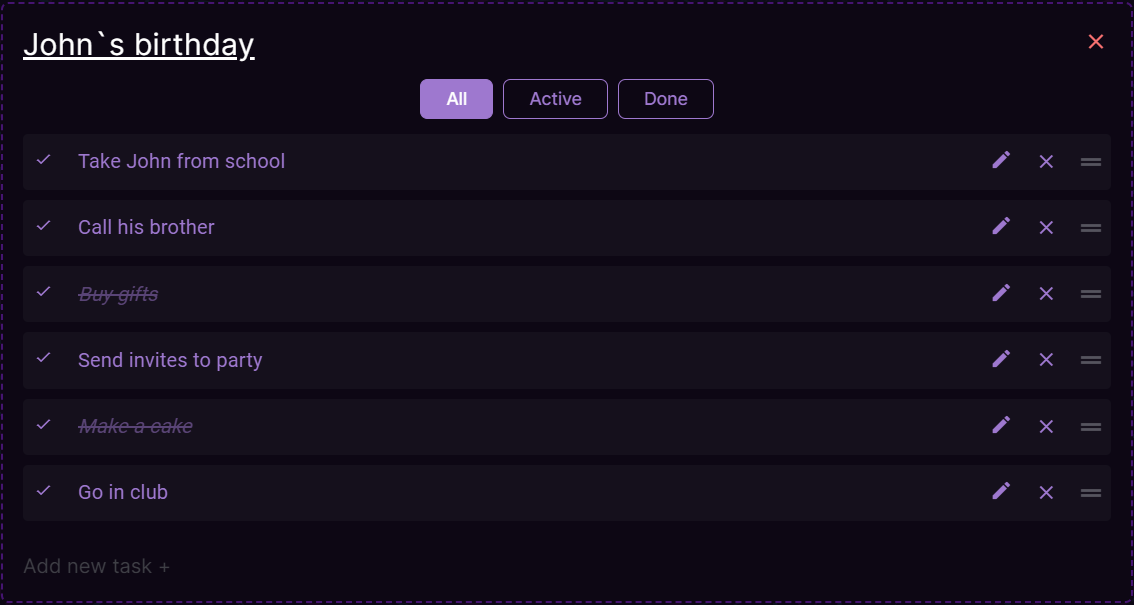 John`s birthday
All
Active
Done
Take John from school
Call his brother
Buy gifts
Send invites to party
Make a cake
Go in club
Add new task +